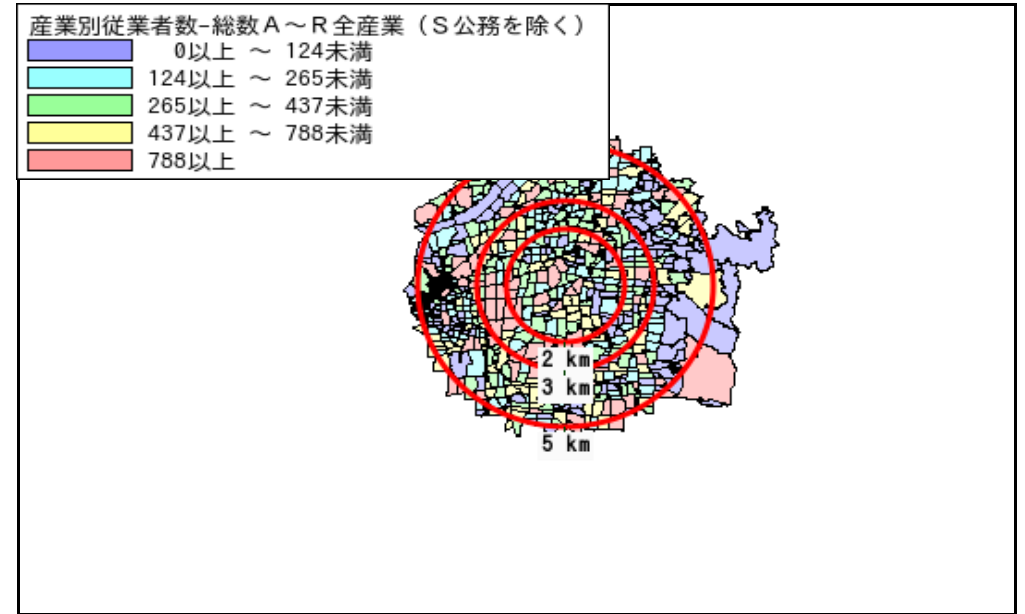 産業別従業者数−総数Ａ～Ｒ全産業（Ｓ公務を除く）
0以上 ～ 124未満
124以上 ～ 265未満
265以上 ～ 437未満
437以上 ～ 788未満
788以上
2 km
3 km
5 km